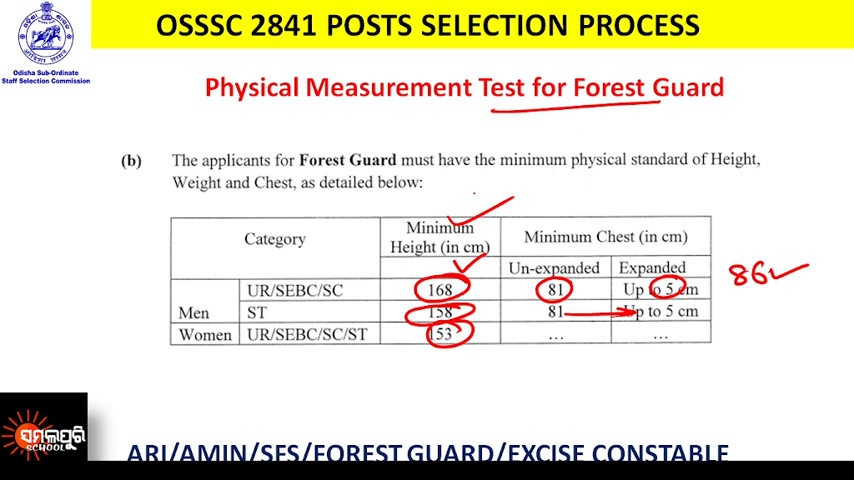 OSSSC 2841 POSTS SELECTION PROCESS
Odisha Sub-Ordinate
Staff Selection Commission
Physical Measurement Test for Forest Guard
(b) The applicants for Forest Guard must have the minimum physical standard of Height,
Weight and Chest, as detailed below:
Category Minimum Height (in cm) Minimum Chest (in cm)
Un-expanded Expanded
Men UR/SEBC/SC 168 81 Up to 5 cm 86
ST 158 81 Up to 5 cm
Women UR/SEBC/SC/ST 153 ... ...
ସମଲପୁରି
SCHOOL
ARI/AMIN/SFS/FOREST GUARD/EXCISE CONSTABLE